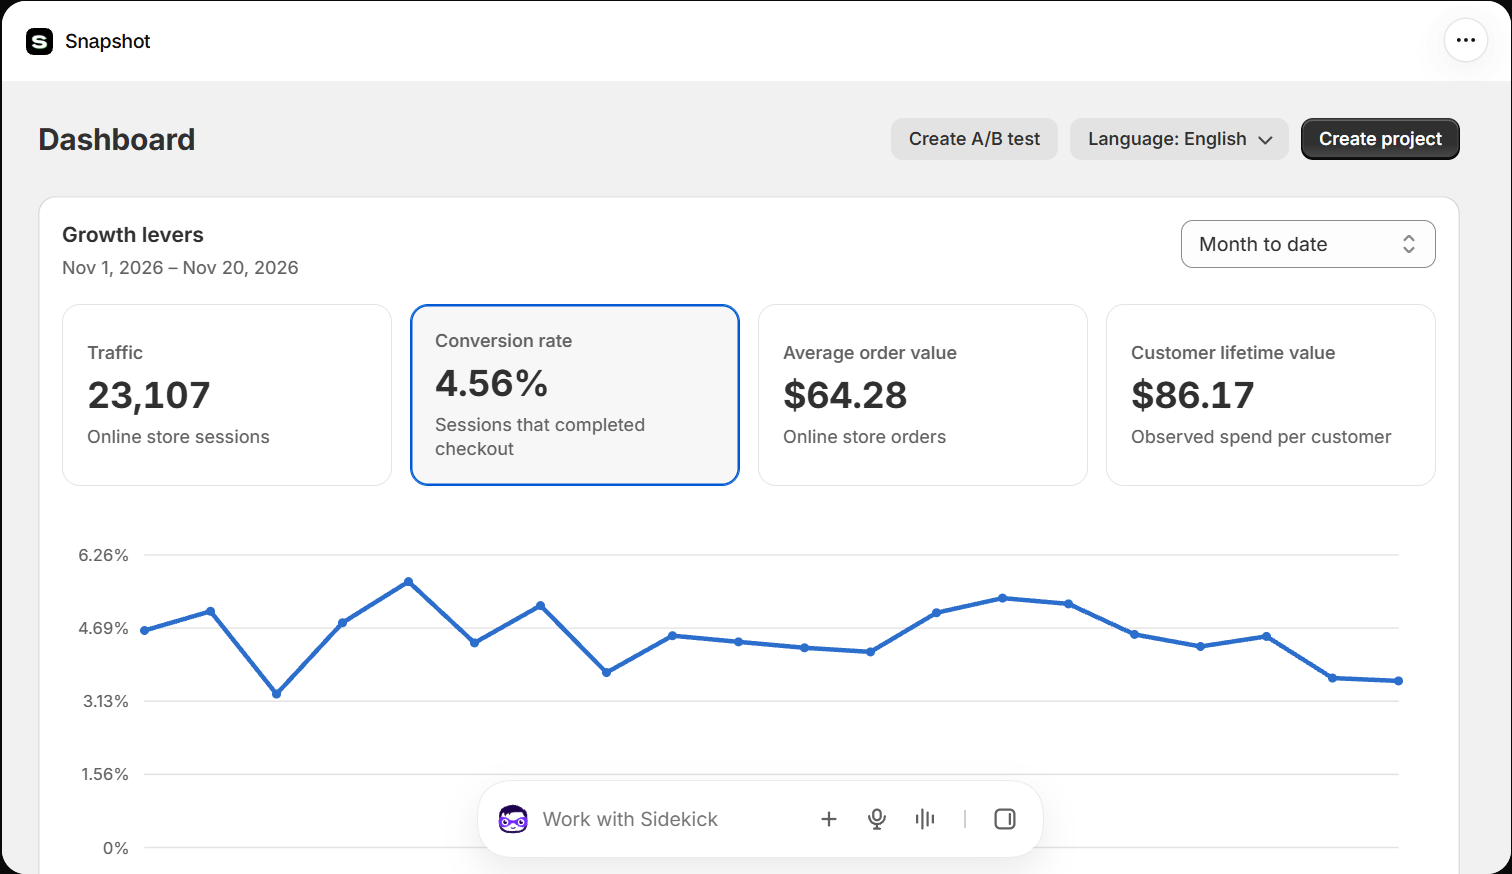 S Snapshot
Dashboard
Create A/B test
Language: English
Create project
Growth levers
Nov 1, 2026 – Nov 20, 2026
Month to date
Traffic
23,107
Online store sessions
Conversion rate
4.56%
Sessions that completed
checkout
Average order value
$64.28
Online store orders
Customer lifetime value
$86.17
Observed spend per customer
6.26%
4.69%
3.13%
1.56%
0%
Work with Sidekick